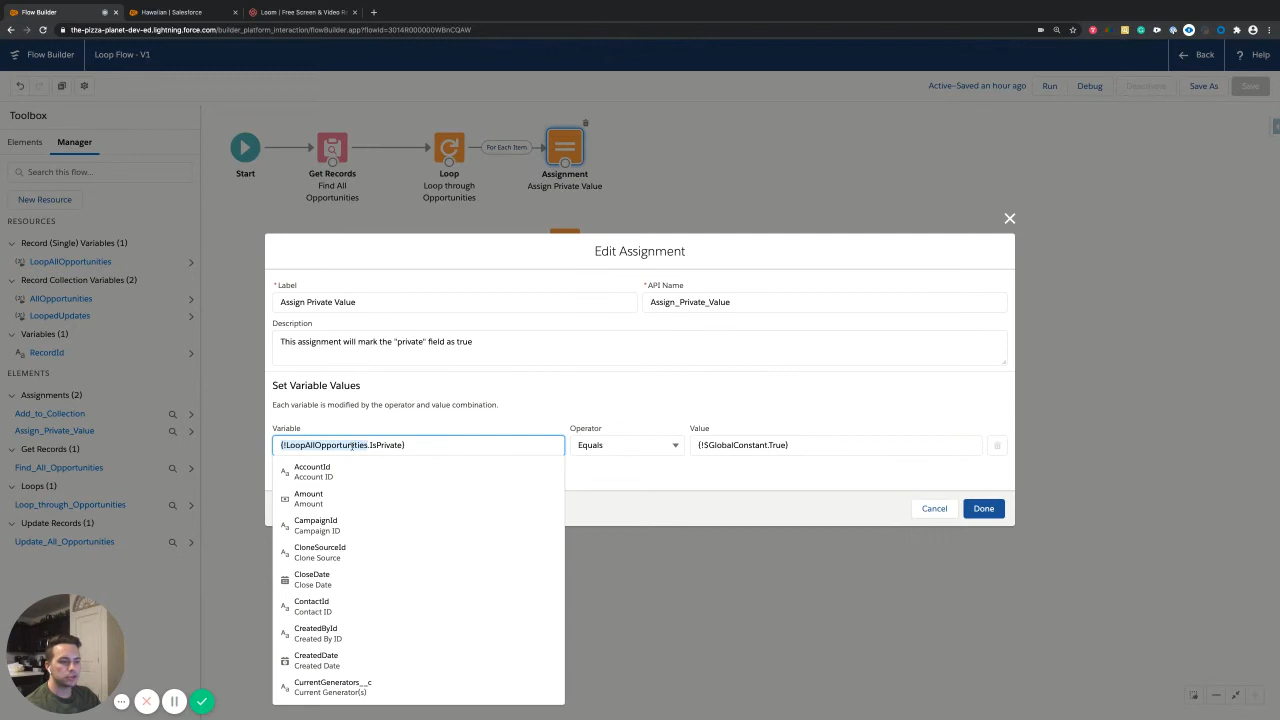 Flow Builder
Hawaiian | Salesforce
Loom | Free Screen & Video Re
the-pizza-planet-dev-ed.lightning.force.com/builder_platform_interaction/flowBuilder.app?flowId=3014R000000WBnCQAW
Flow Builder
Loop Flow - V1
Back
Help
Active—Saved an hour ago
Run
Debug
Deactivate
Save As
Save
Toolbox
Elements
Manager
Search this flow...
New Resource
RESOURCES
Record (Single) Variables (1)
LoopAllOpportunities
Record Collection Variables (2)
AllOpportunities
LoopedUpdates
Variables (1)
RecordId
ELEMENTS
Assignments (2)
Add_to_Collection
Assign_Private_Value
Get Records (1)
Find_All_Opportunities
Loops (1)
Loop_through_Opportunities
Update Records (1)
Update_All_Opportunities
Start
Get Records
Find All
Opportunities
Loop
Loop through
Opportunities
For Each Item
Assignment
Assign Private Value
Edit Assignment
*Label
Assign Private Value
*API Name
Assign_Private_Value
Description
This assignment will mark the "private" field as true
Set Variable Values
Each variable is modified by the operator and value combination.
Variable
Operator
Value
{!LoopAllOpportunities.IsPrivate}
Equals
{!$GlobalConstant.True}
AccountId
Account ID
Amount
Amount
CampaignId
Campaign ID
CloneSourceId
Clone Source
CloseDate
Close Date
ContactId
Contact ID
CreatedById
Created By ID
CreatedDate
Created Date
CurrentGenerators__c
Current Generator(s)
Cancel
Done